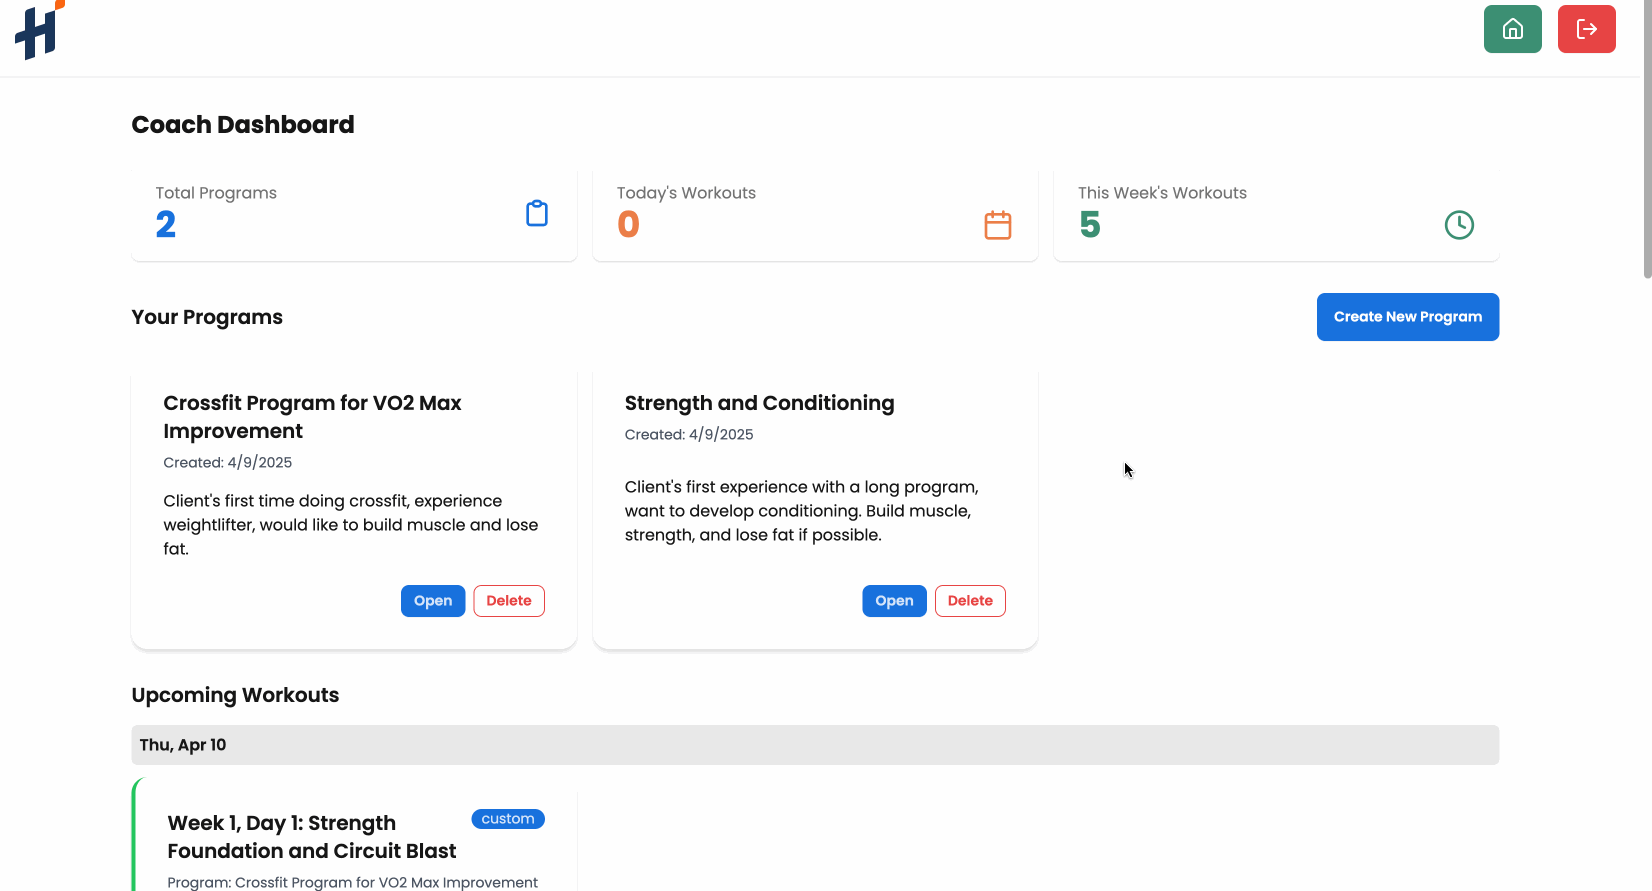 Coach Dashboard
Total Programs
2
Today's Workouts
0
This Week's Workouts
5
Your Programs
Create New Program
Crossfit Program for VO2 Max
Improvement
Created: 4/9/2025
Client's first time doing crossfit, experience
weightlifter, would like to build muscle and lose
fat.
Open
Delete
Strength and Conditioning
Created: 4/9/2025
Client's first experience with a long program,
want to develop conditioning. Build muscle,
strength, and lose fat if possible.
Open
Delete
Upcoming Workouts
Thu, Apr 10
Week 1, Day 1: Strength
Foundation and Circuit Blast
custom
Program: Crossfit Program for VO2 Max Improvement